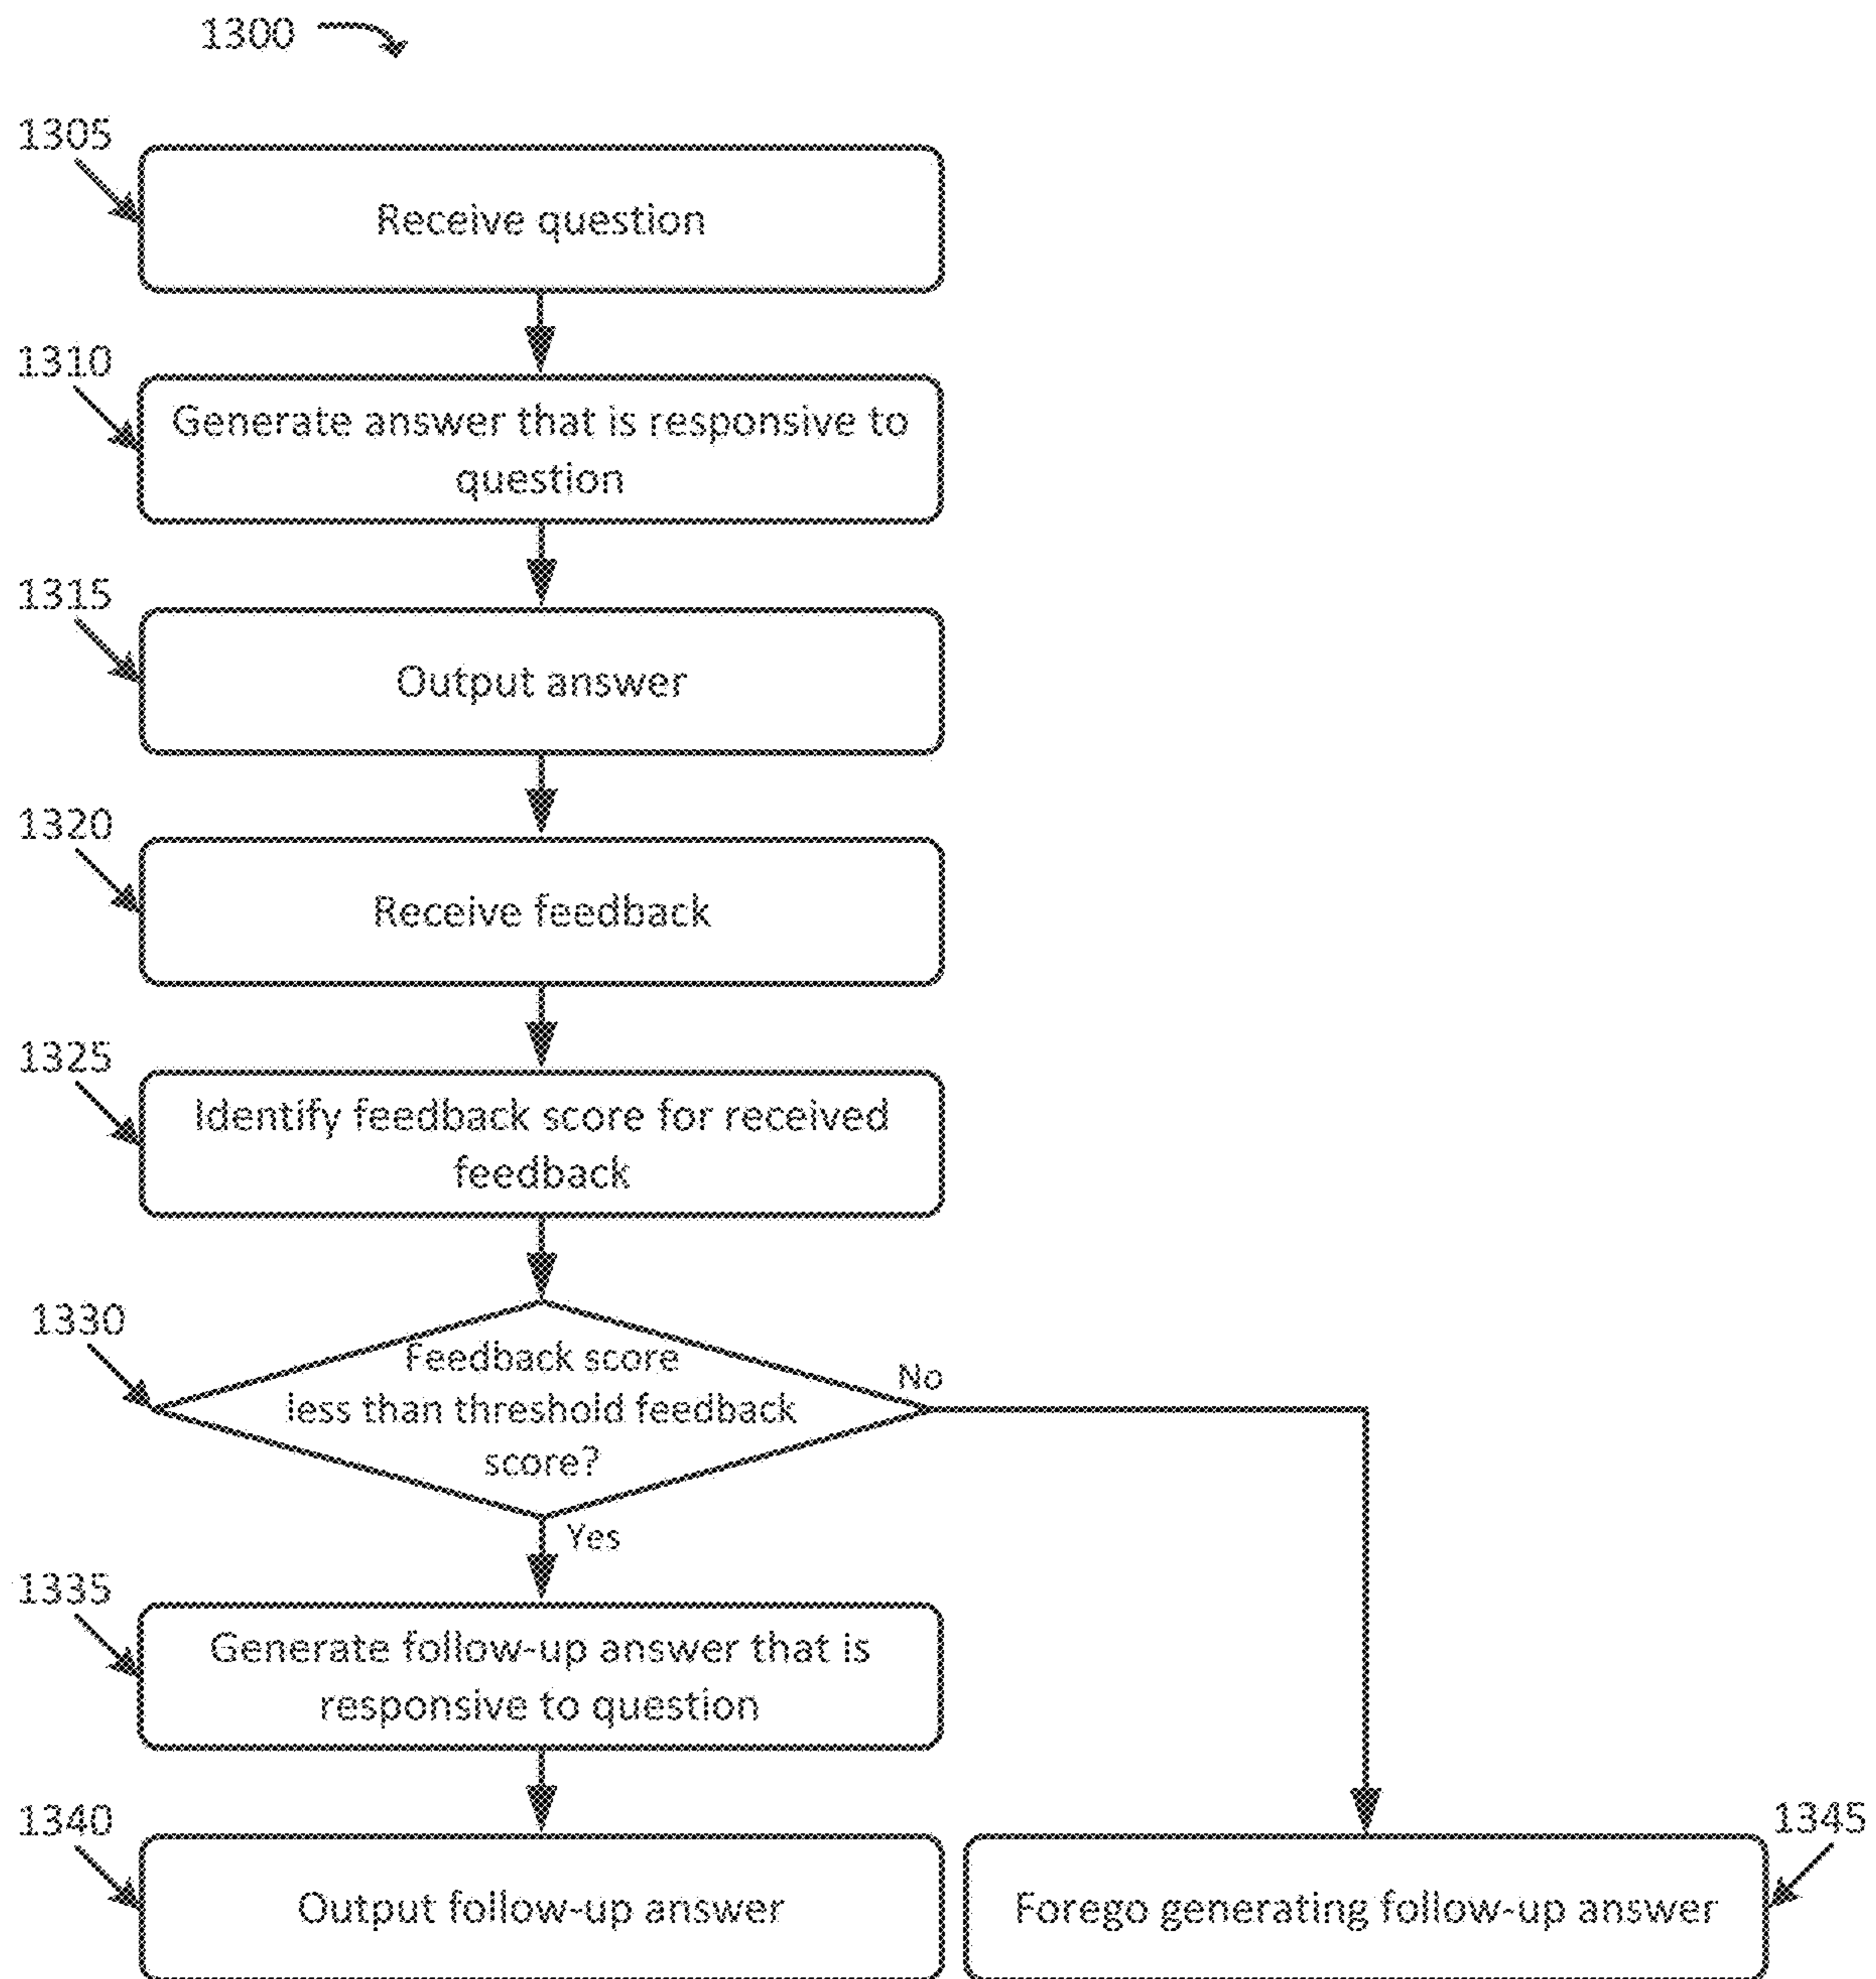 1300
1305
Receive question
1310
Generate answer that is responsive to
question
1315
Output answer
1320
Receive feedback
1325
Identify feedback score for received
feedback
1330
Feedback score
less than threshold feedback
score?
No
Yes
1335
Generate follow-up answer that is
responsive to question
1340
Output follow-up answer
1345
Forego generating follow-up answer